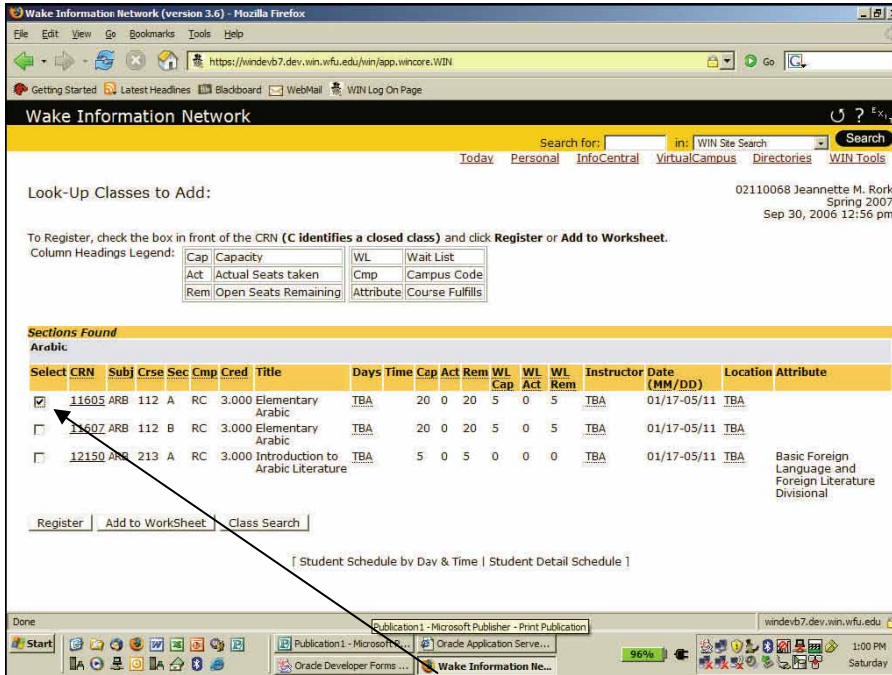 Wake Information Network (version 3.6) - Mozilla Firefox
File Edit View Go Bookmarks Tools Help
https://windevb7.dev.win.wfu.edu/win/app.wincore.WIN Go
Getting Started Latest Headlines Blackboard WebMail WIN Log On Page
Wake Information Network ?
Search for: in: WIN Site Search Search
Today Personal InfoCentral VirtualCampus Directories WIN Tools
Look-Up Classes to Add:
02110068 Jeannette M. Rork
Spring 2007
Sep 30, 2006 12:56 pm
To Register, check the box in front of the CRN (C identifies a closed class) and click Register or Add to Worksheet.
Column Headings Legend: Cap Capacity WL Wait List
Act Actual Seats taken Cmp Campus Code
Rem Open Seats Remaining Attribute Course Fulfills
Sections Found
Arabic
Select CRN Subj Crse Sec Cmp Cred Title Days Time Cap Act Rem WL Cap WL Act WL Rem Instructor Date (MM/DD) Location Attribute
11605 ARB 112 A RC 3.000 Elementary Arabic TBA 20 0 20 5 0 5 TBA 01/17-05/11 TBA
11607 ARB 112 B RC 3.000 Elementary Arabic TBA 20 0 20 5 0 5 TBA 01/17-05/11 TBA
12150 ARB 213 A RC 3.000 Introduction to Arabic Literature TBA 5 0 5 0 0 0 TBA 01/17-05/11 TBA Basic Foreign Language and Foreign Literature Divisional
Register Add to WorkSheet Class Search
[ Student Schedule by Day & Time | Student Detail Schedule ]
Publication1 - Microsoft Publisher - Print Publication
Done windevb7.dev.win.wfu.edu
Start Publication1 - Microsoft P... Oracle Application Serve... 96% 1:00 PM
Oracle Developer Forms ... Wake Information Ne... Saturday